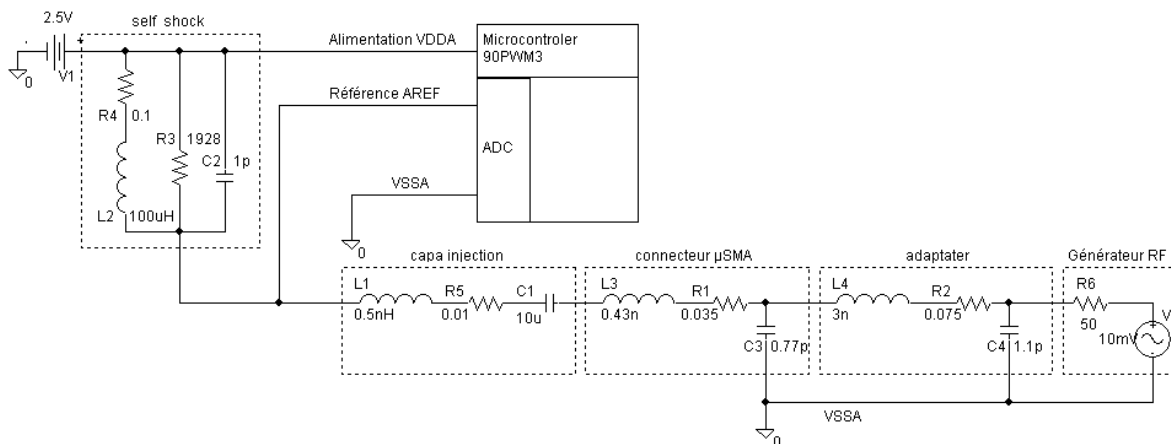 2.5V
self shock
Alimentation VDDA
Microcontroler
90PWM3
0
V1
R4
0.1
Référence AREF
R3
1928
C2
1p
ADC
VSSA
L2
100uH
0
capa injection
connecteur µSMA
adaptater
Générateur RF
L1
0.5nH
R5
0.01
C1
10u
L3
0.43n
R1
0.035
L4
3n
R2
0.075
R6
50
V
10mV
C3
0.77p
C4
1.1p
VSSA
0